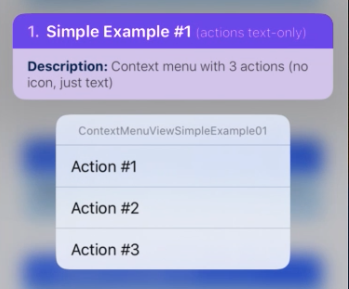 1. Simple Example #1 (actions text-only)
Description: Context menu with 3 actions (no
icon, just text)
ContextMenuViewSimpleExample01
Action #1
Action #2
Action #3